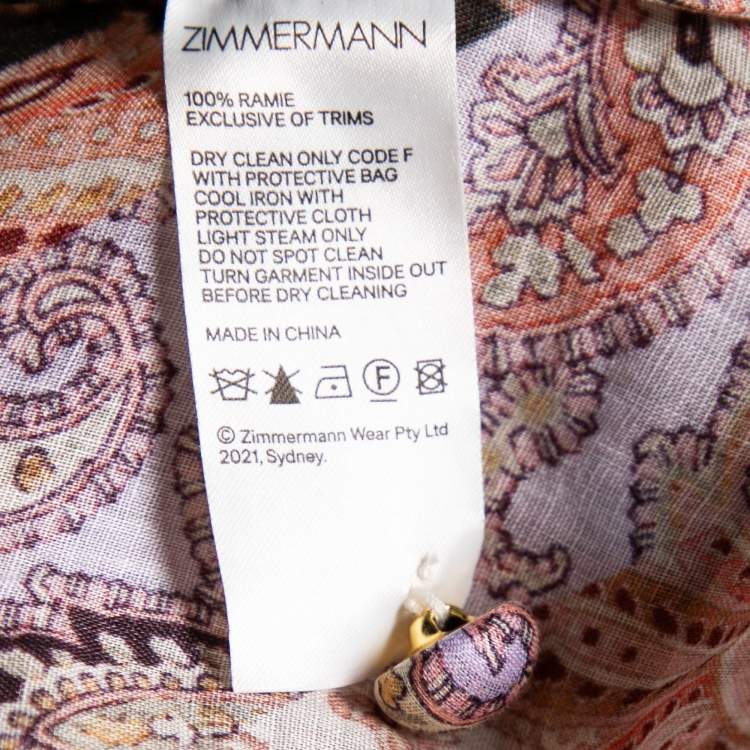 ZIMMERMANN
100% RAMIE
EXCLUSIVE OF TRIMS
DRY CLEAN ONLY CODE F
WITH PROTECTIVE BAG
COOL IRON WITH
PROTECTIVE CLOTH
LIGHT STEAM ONLY
DO NOT SPOT CLEAN
TURN GARMENT INSIDE OUT
BEFORE DRY CLEANING
MADE IN CHINA
F
© Zimmermann Wear Pty Ltd
2021, Sydney.